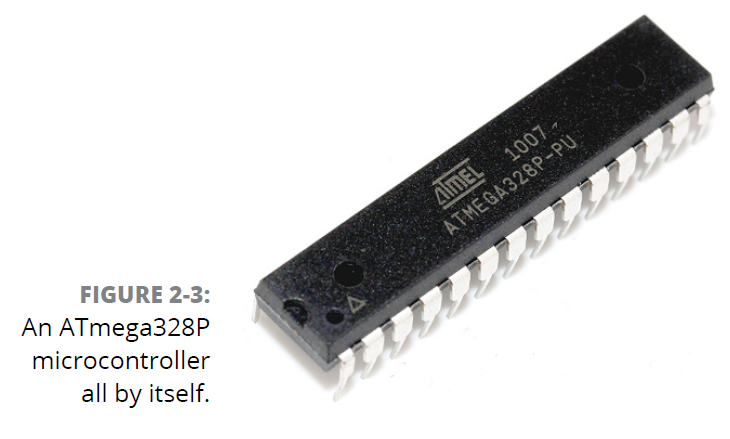 1007
ATMEL
ATMEGA328P-PU
FIGURE 2-3:
An ATmega328P
microcontroller
all by itself.